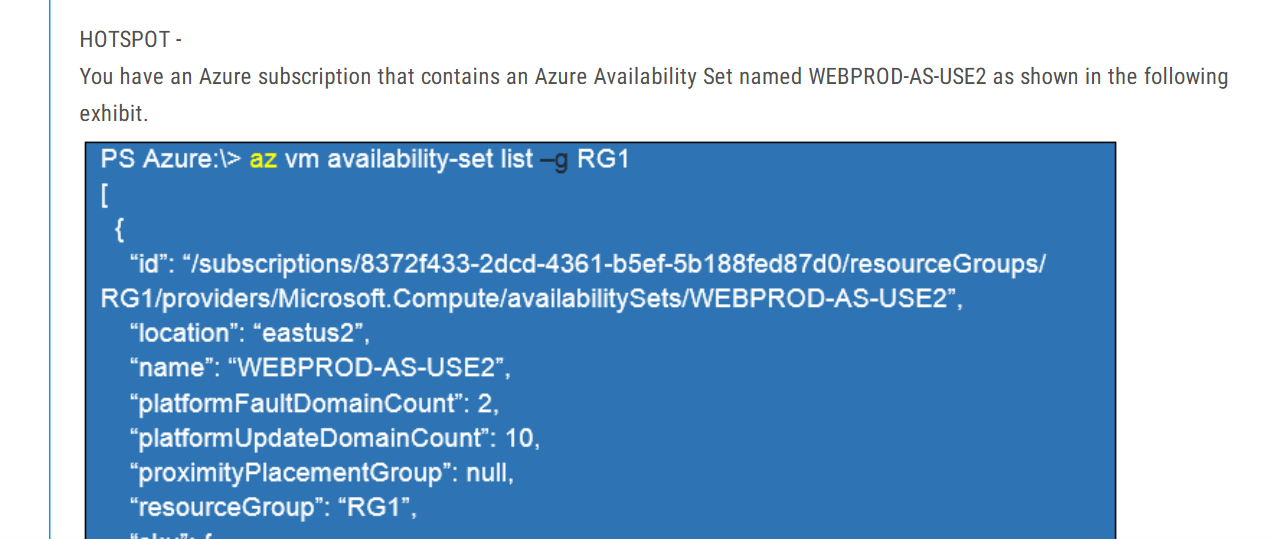 HOTSPOT -
You have an Azure subscription that contains an Azure Availability Set named WEBPROD-AS-USE2 as shown in the following
exhibit.
PS Azure:\> az vm availability-set list –g RG1
[
{
“id”: “/subscriptions/8372f433-2dcd-4361-b5ef-5b188fed87d0/resourceGroups/
RG1/providers/Microsoft.Compute/availabilitySets/WEBPROD-AS-USE2”,
“location”: “eastus2”,
“name”: “WEBPROD-AS-USE2”,
“platformFaultDomainCount”: 2,
“platformUpdateDomainCount”: 10,
“proximityPlacementGroup”: null,
“resourceGroup”: “RG1”,